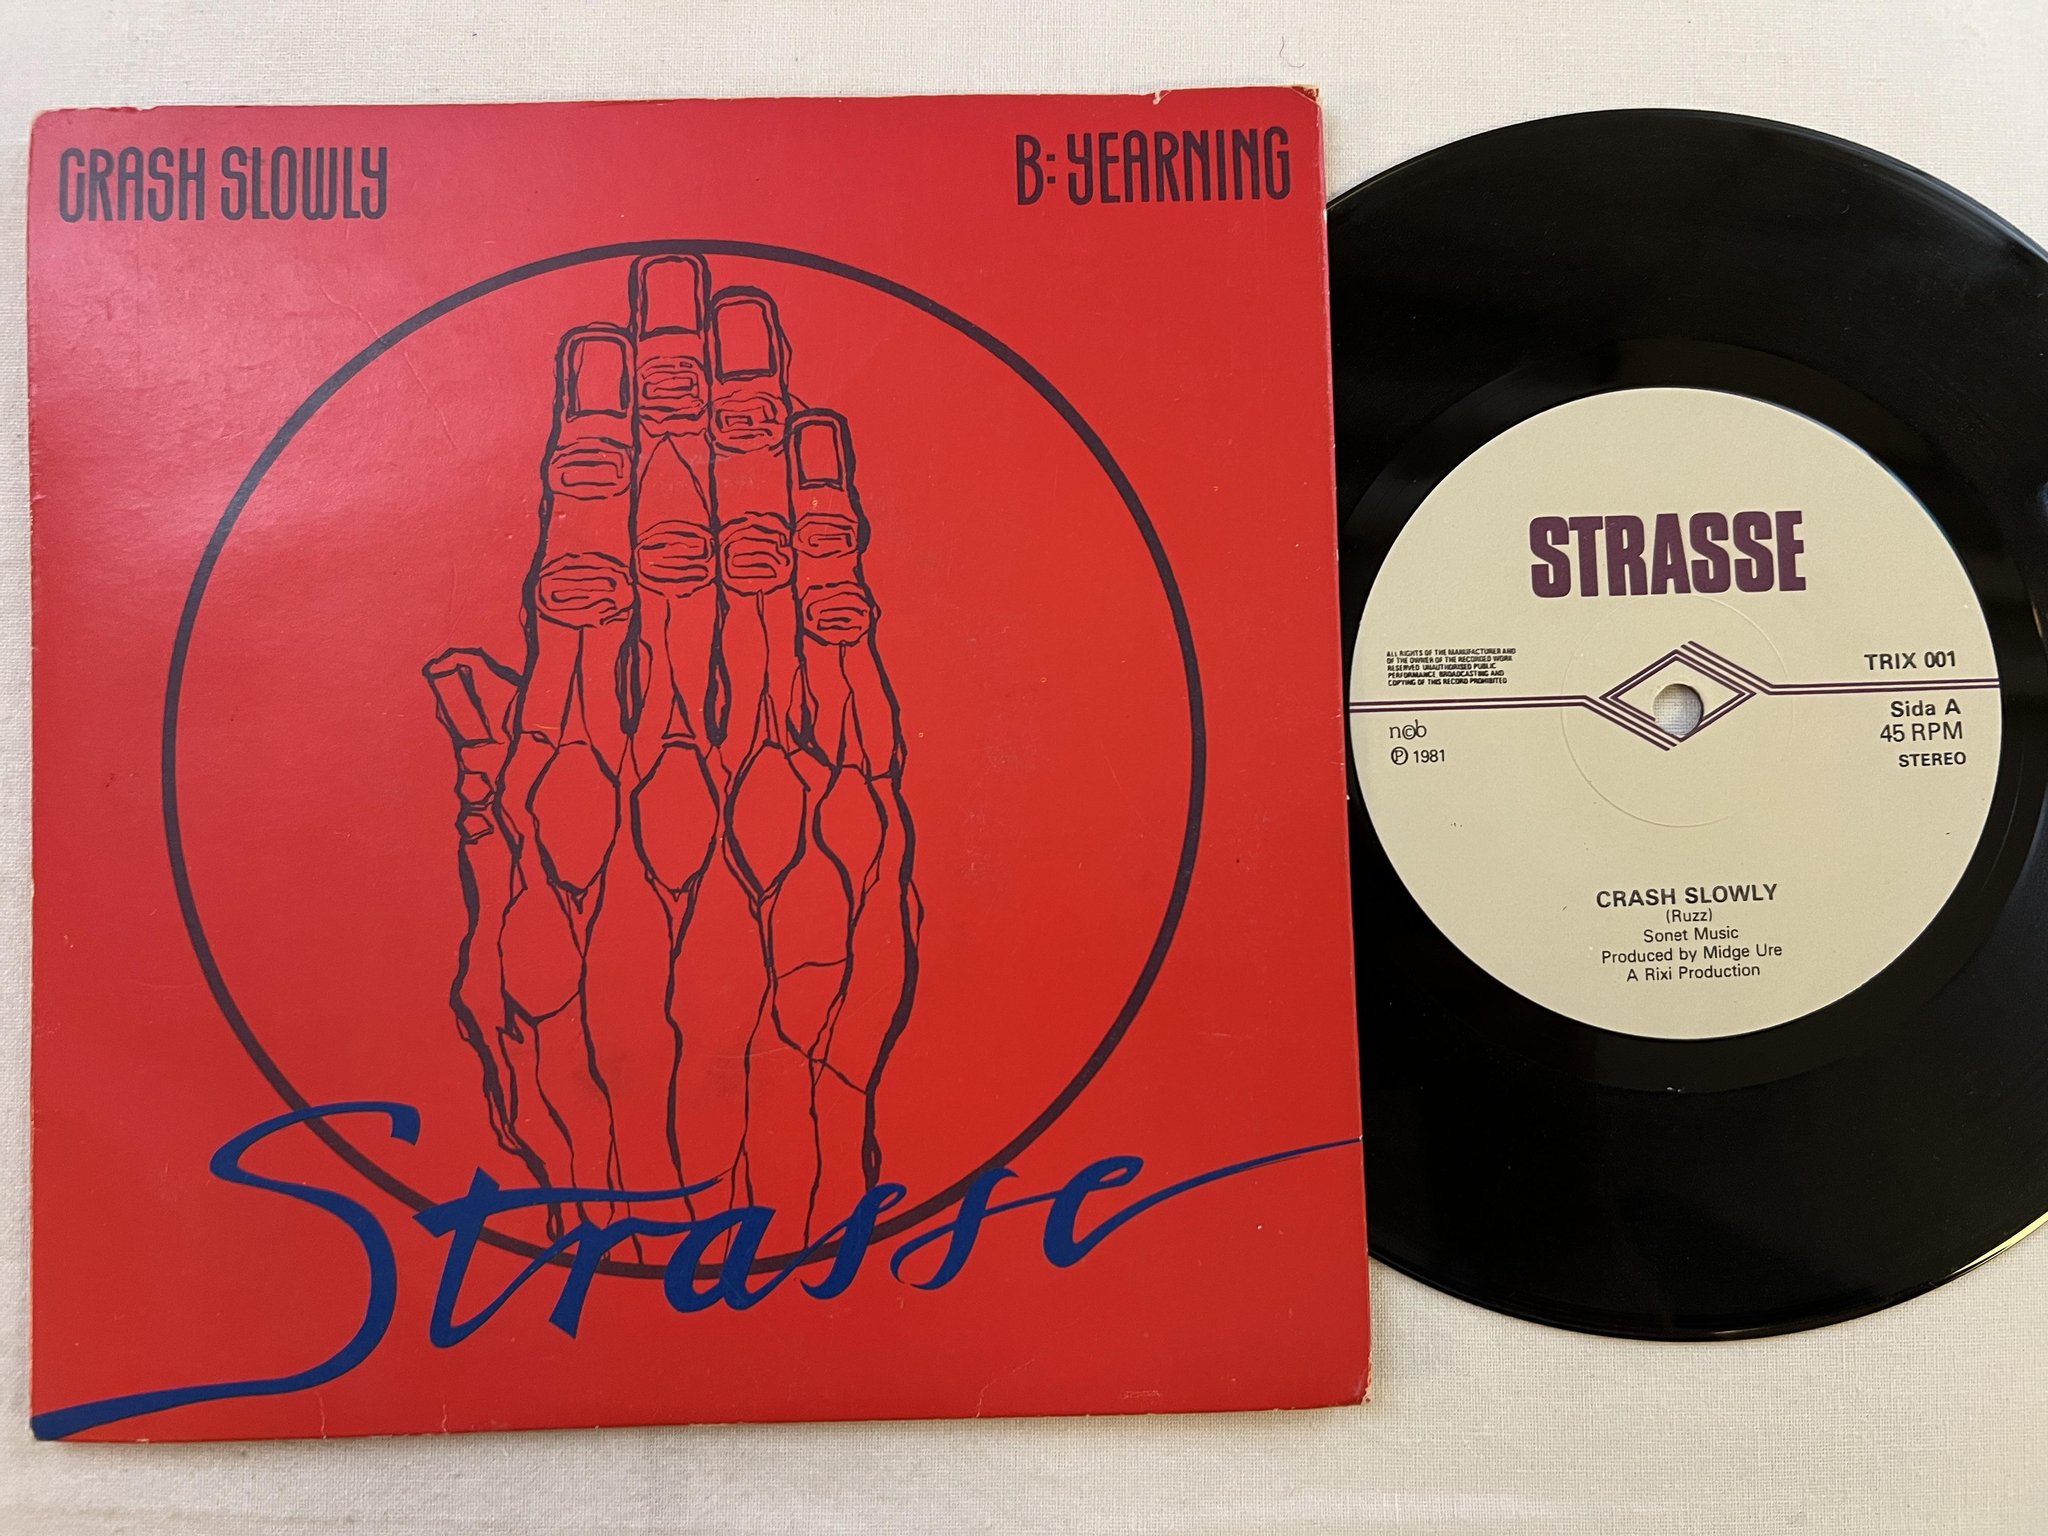 CRASH SLOWLY
B: YEARNING
Strasse
STRASSE
ALL RIGHTS OF THE MANUFACTURER AND
OF THE OWNER OF THE RECORDED WORK
RESERVED UNAUTHORISED PUBLIC
PERFORMANCE, BROADCASTING AND
COPYING OF THIS RECORD PROHIBITED
n©b
℗ 1981
TRIX 001
Sida A
45 RPM
STEREO
CRASH SLOWLY
(Ruzz)
Sonet Music
Produced by Midge Ure
A Rixi Production